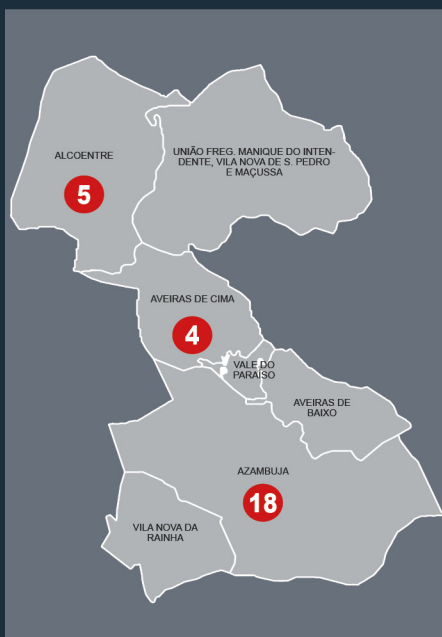 ALCOENTRE
5
UNIÃO FREG. MANIQUE DO INTEN-
DENTE, VILA NOVA DE S. PEDRO
E MAÇUSSA
AVEIRAS DE CIMA
4
VALE DO
PARAÍSO
AVEIRAS DE
BAIXO
AZAMBUJA
18
VILA NOVA DA
RAINHA